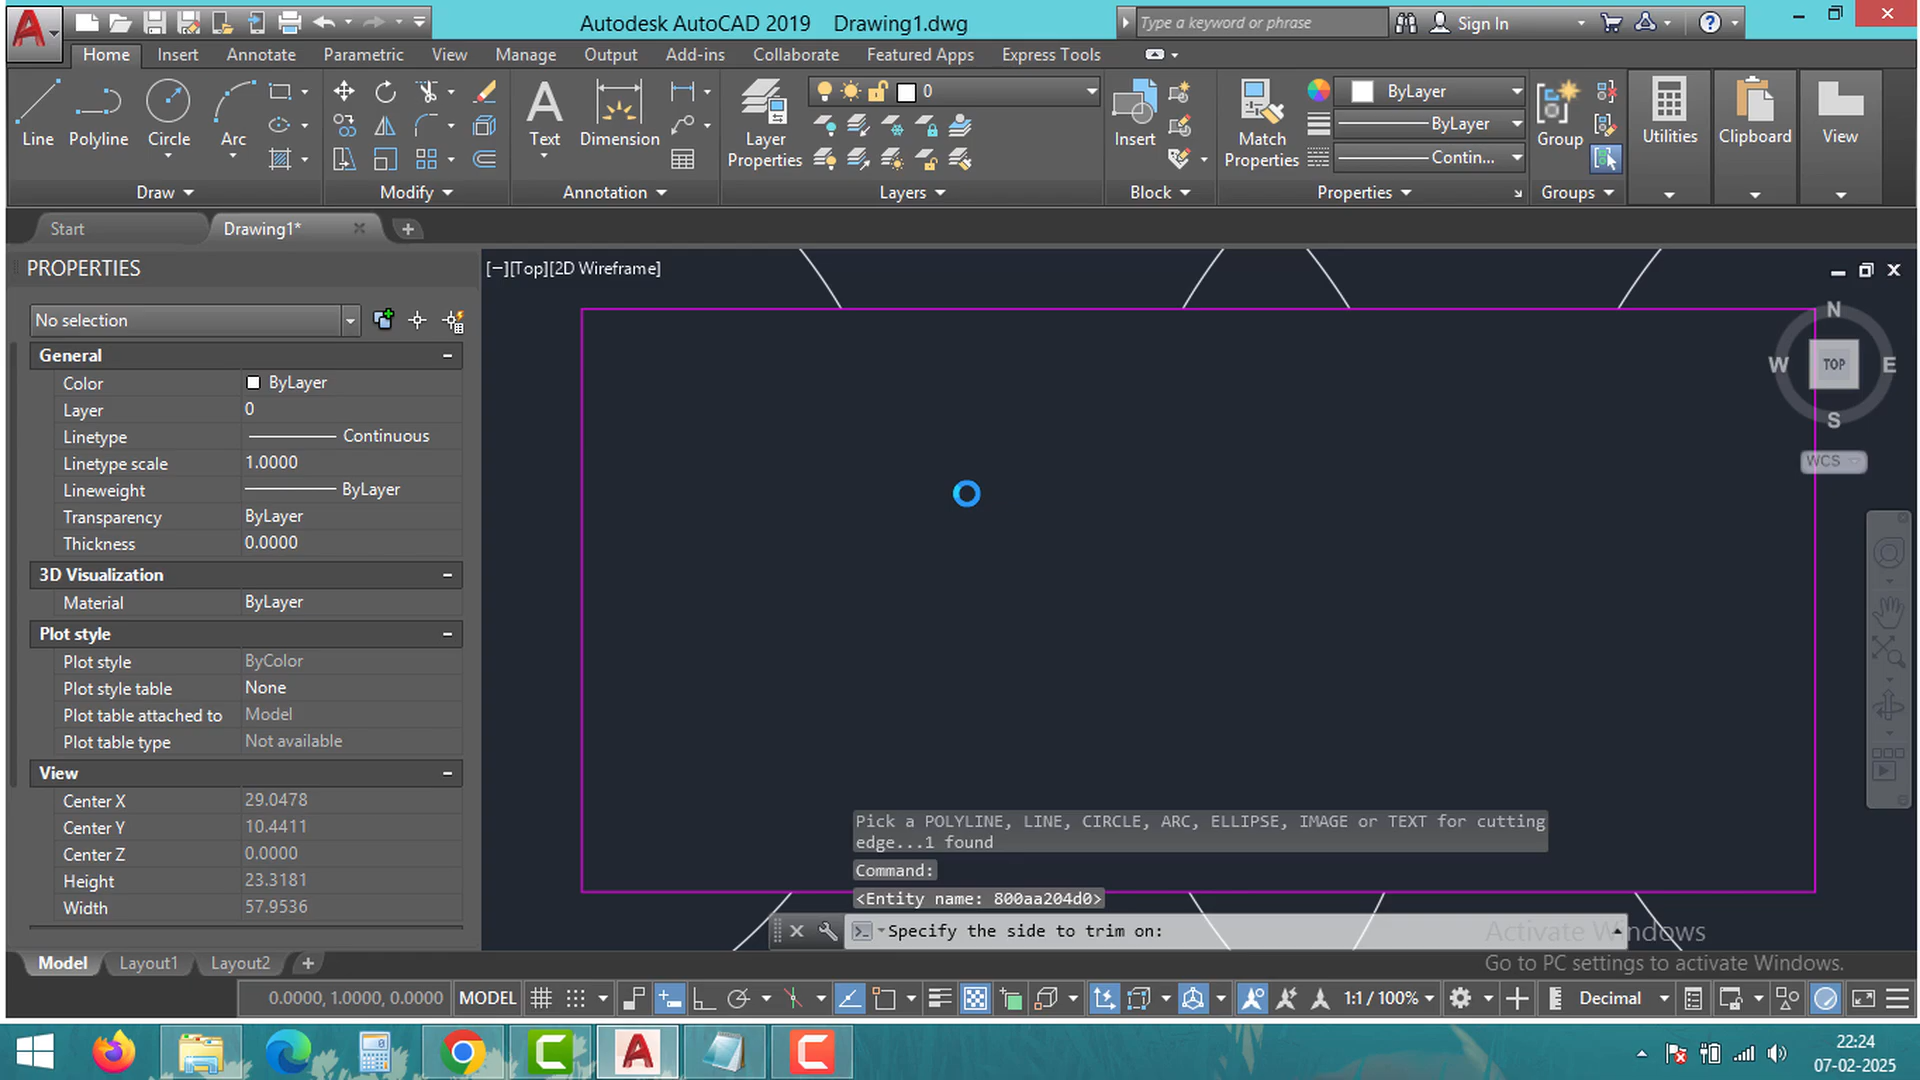 Autodesk AutoCAD 2019 Drawing1.dwg
Type a keyword or phrase
Sign In
Home Insert Annotate Parametric View Manage Output Add-ins Collaborate Featured Apps Express Tools
Line Polyline Circle Arc
Text Dimension
Layer Properties
0
Insert
Match Properties
ByLayer
ByLayer
Contin...
Group
Utilities
Clipboard
View
Draw Modify Annotation Layers Block Properties Groups
Start Drawing1*
PROPERTIES
No selection
General
Color ByLayer
Layer 0
Linetype Continuous
Linetype scale 1.0000
Lineweight ByLayer
Transparency ByLayer
Thickness 0.0000
3D Visualization
Material ByLayer
Plot style
Plot style ByColor
Plot style table None
Plot table attached to Model
Plot table type Not available
View
Center X 29.0478
Center Y 10.4411
Center Z 0.0000
Height 23.3181
Width 57.9536
[−][Top][2D Wireframe]
N
W TOP E
S
WCS
Pick a POLYLINE, LINE, CIRCLE, ARC, ELLIPSE, IMAGE or TEXT for cutting
edge...1 found
Command:
<Entity name: 800aa204d0>
Specify the side to trim on:
Activate Windows
Go to PC settings to activate Windows.
Model Layout1 Layout2
0.0000, 1.0000, 0.0000 MODEL 1:1 / 100% Decimal
22:24
07-02-2025